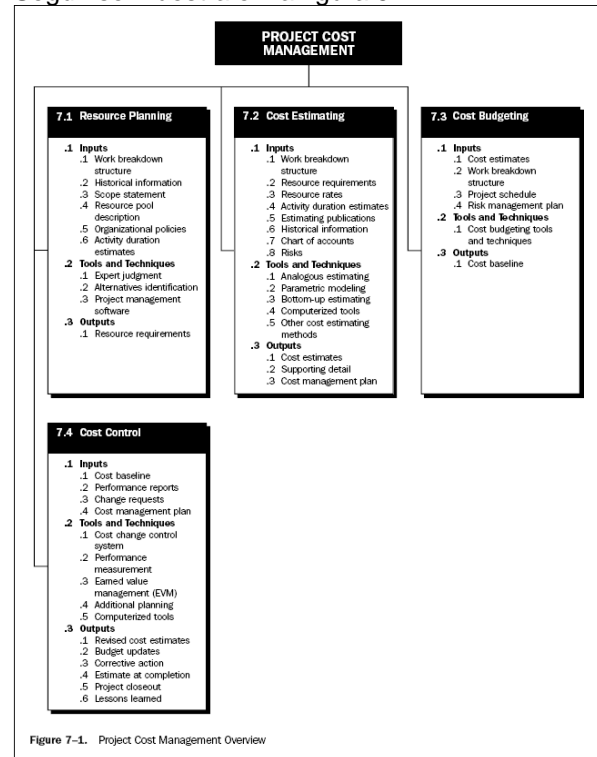 PROJECT COST
MANAGEMENT
7.1 Resource Planning
.1 Inputs
.1 Work breakdown
structure
.2 Historical information
.3 Scope statement
.4 Resource pool
description
.5 Organizational policies
.6 Activity duration
estimates
.2 Tools and Techniques
.1 Expert judgment
.2 Alternatives identification
.3 Project management
software
.3 Outputs
.1 Resource requirements
7.2 Cost Estimating
.1 Inputs
.1 Work breakdown
structure
.2 Resource requirements
.3 Resource rates
.4 Activity duration estimates
.5 Estimating publications
.6 Historical information
.7 Chart of accounts
.8 Risks
.2 Tools and Techniques
.1 Analogous estimating
.2 Parametric modeling
.3 Bottom-up estimating
.4 Computerized tools
.5 Other cost estimating
methods
.3 Outputs
.1 Cost estimates
.2 Supporting detail
.3 Cost management plan
7.3 Cost Budgeting
.1 Inputs
.1 Cost estimates
.2 Work breakdown
structure
.3 Project schedule
.4 Risk management plan
.2 Tools and Techniques
.1 Cost budgeting tools
and techniques
.3 Outputs
.1 Cost baseline
7.4 Cost Control
.1 Inputs
.1 Cost baseline
.2 Performance reports
.3 Change requests
.4 Cost management plan
.2 Tools and Techniques
.1 Cost change control
system
.2 Performance
measurement
.3 Earned value
management (EVM)
.4 Additional planning
.5 Computerized tools
.3 Outputs
.1 Revised cost estimates
.2 Budget updates
.3 Corrective action
.4 Estimate at completion
.5 Project closeout
.6 Lessons learned
Figure 7–1. Project Cost Management Overview